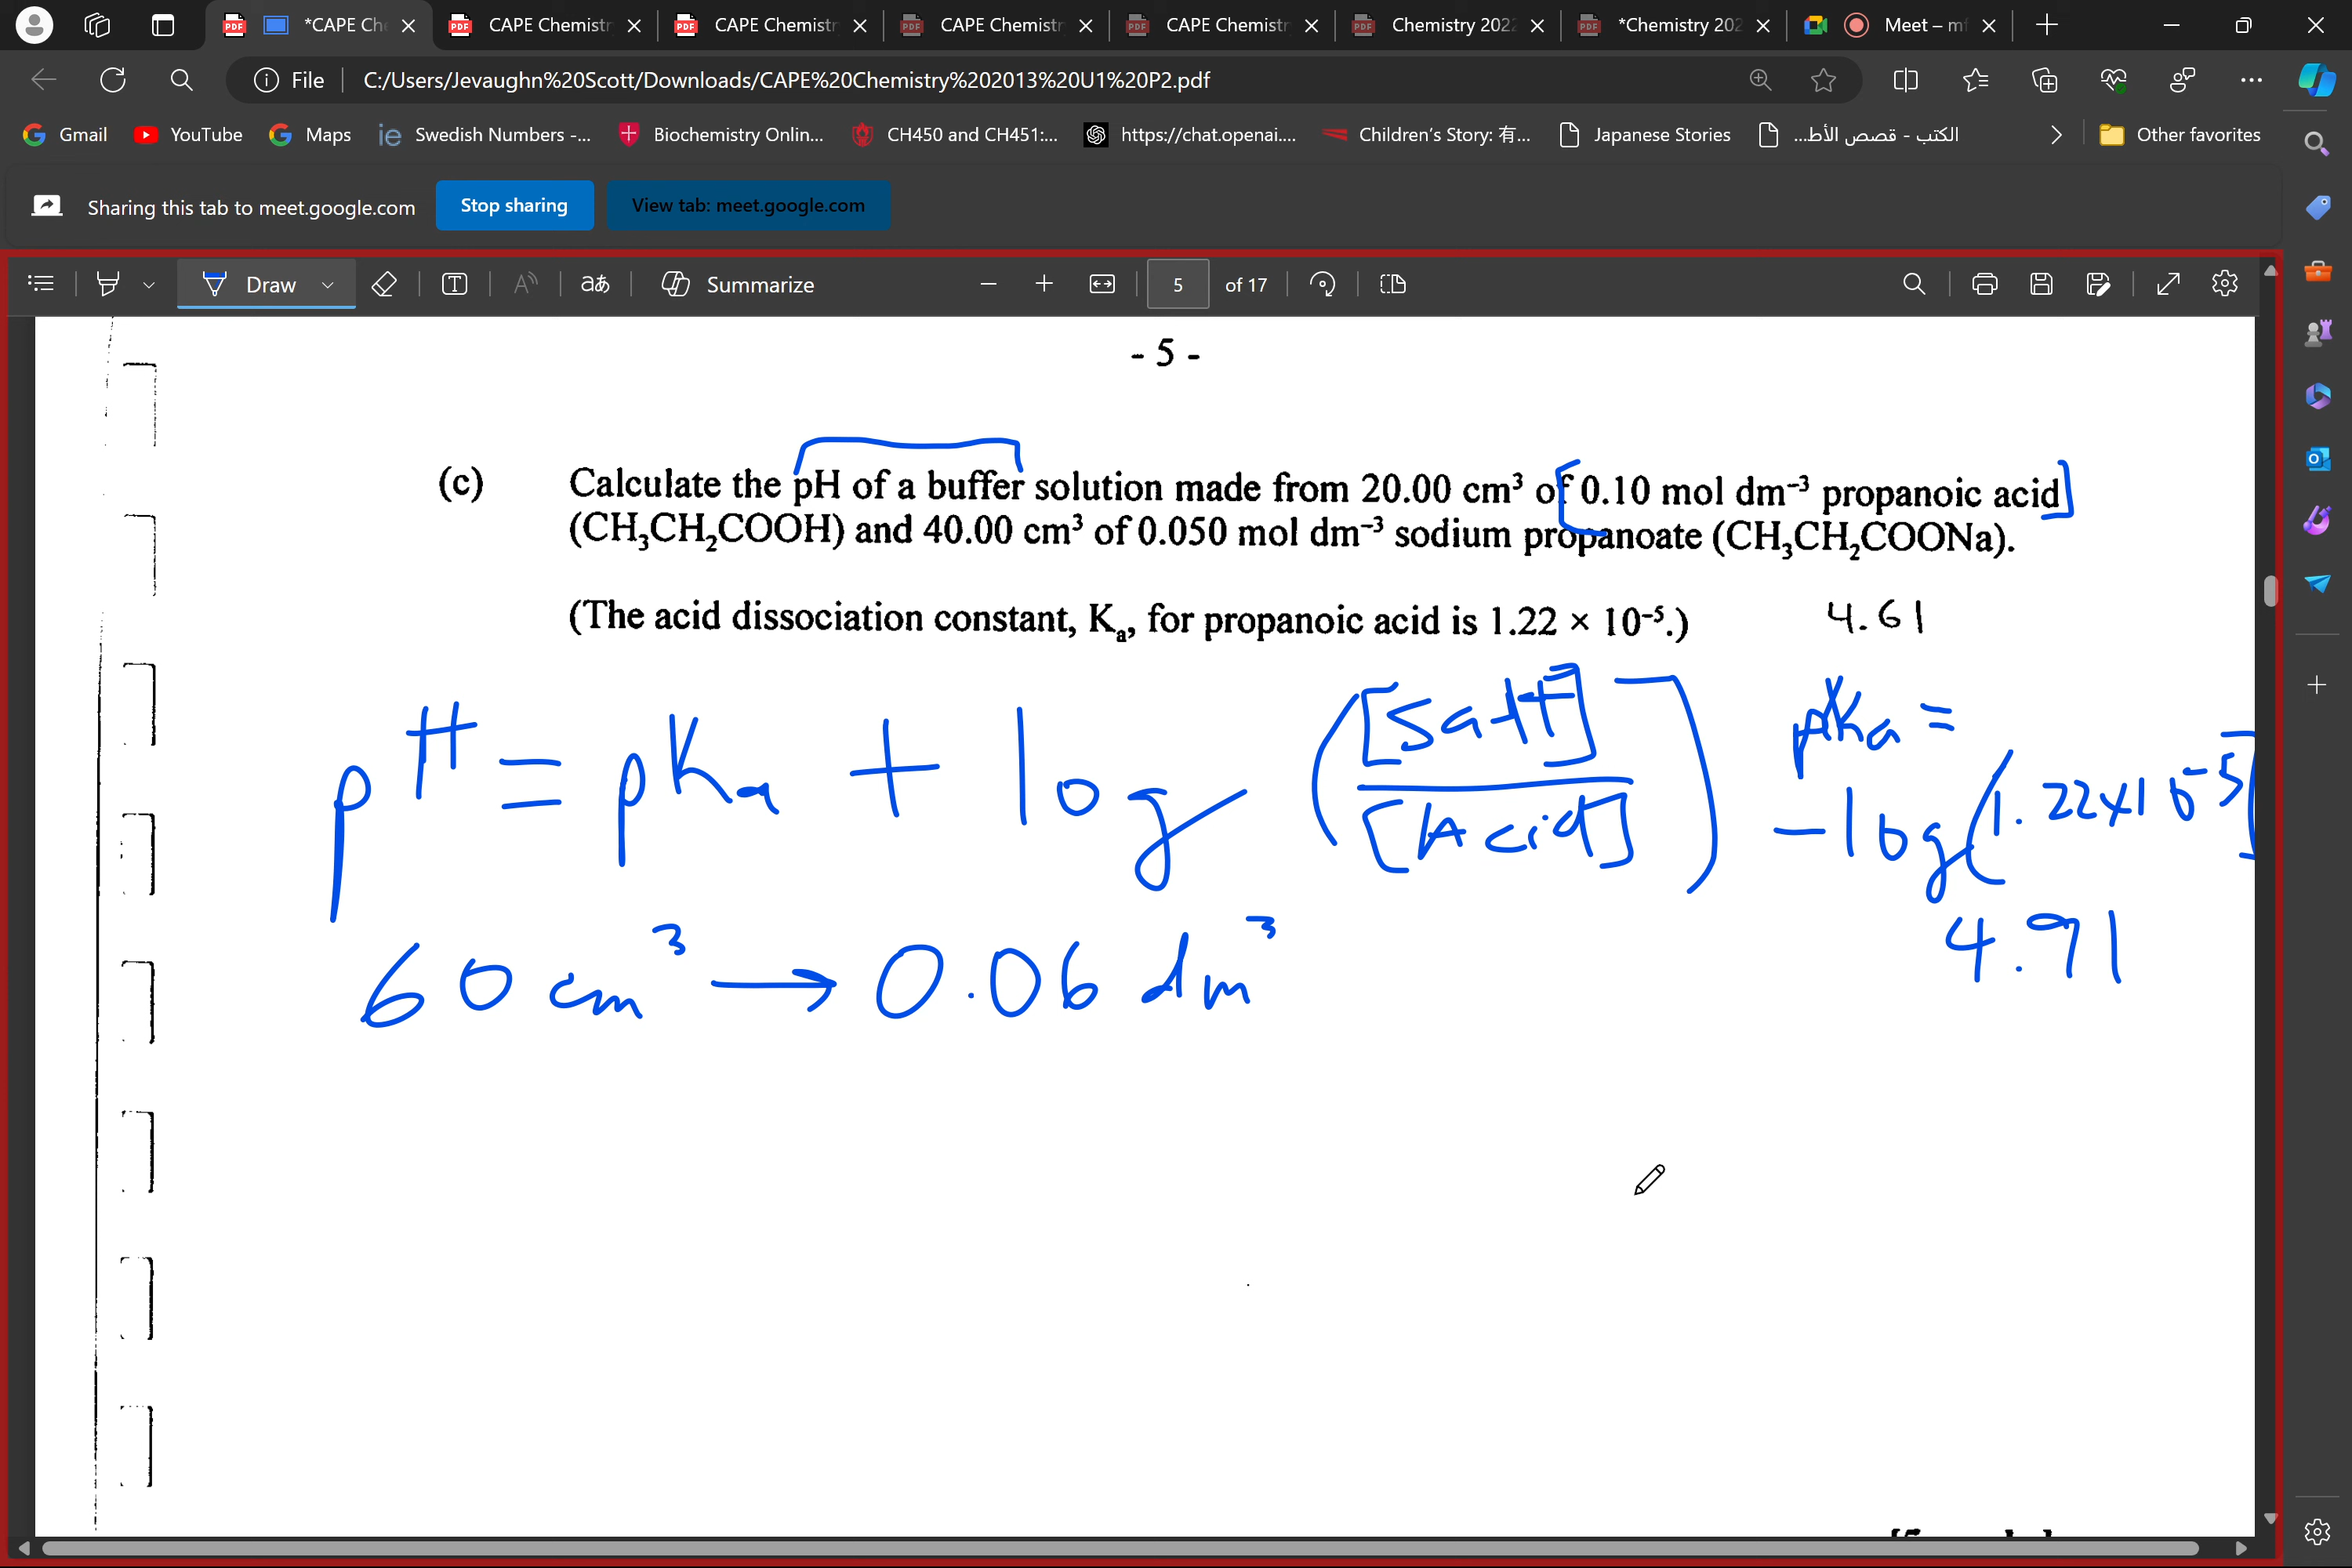 *CAPE Ch
CAPE Chemistr
CAPE Chemistr
CAPE Chemistr
CAPE Chemistr
Chemistry 2022
*Chemistry 202
Meet – mf
File
C:/Users/Jevaughn%20Scott/Downloads/CAPE%20Chemistry%202013%20U1%20P2.pdf
Gmail
YouTube
Maps
Swedish Numbers -...
Biochemistry Onlin...
CH450 and CH451:...
https://chat.openai....
Children's Story: 有...
Japanese Stories
الكتب - قصص الأط...
Other favorites
Sharing this tab to meet.google.com
Stop sharing
View tab: meet.google.com
Draw
Summarize
5
of 17
- 5 -
(c) Calculate the pH of a buffer solution made from 20.00 cm³ of 0.10 mol dm⁻³ propanoic acid
(CH₃CH₂COOH) and 40.00 cm³ of 0.050 mol dm⁻³ sodium propanoate (CH₃CH₂COONa).
(The acid dissociation constant, Kₐ, for propanoic acid is 1.22 × 10⁻⁵.)
4.61
pH = pKa + log ([Salt]/[Acid])
pKa =
-log(1.22x10⁻⁵)
4.91
60 cm³ → 0.06 dm³